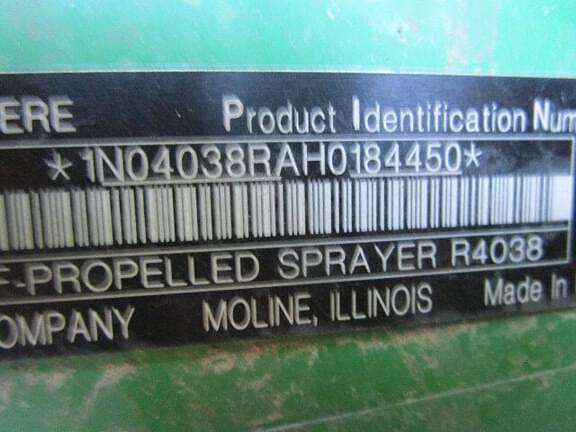 ERE Product Identification Num
*1N04038RAH0184450*
F-PROPELLED SPRAYER R4038
OMPANY MOLINE, ILLINOIS Made In